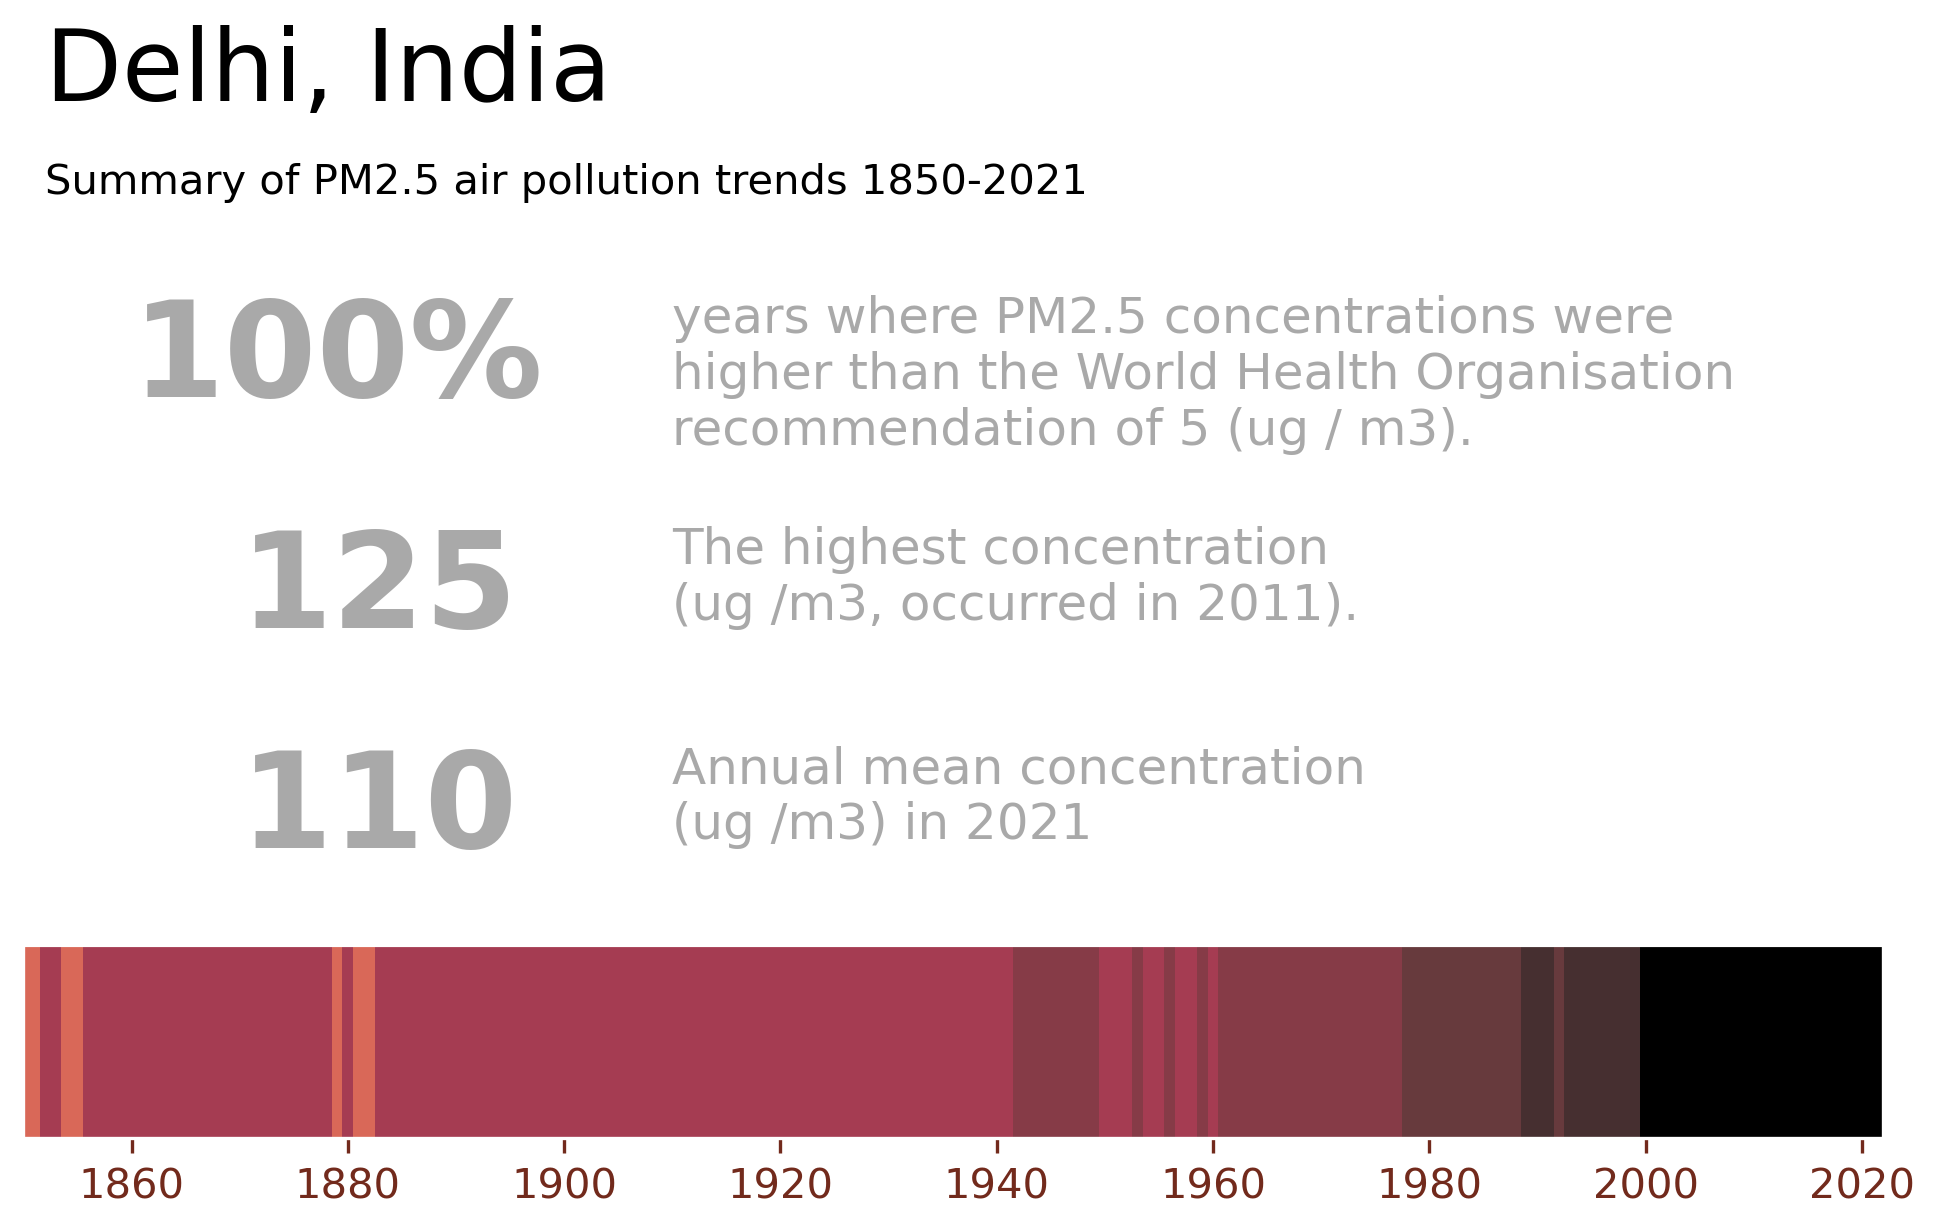 Delhi, India
Summary of PM2.5 air pollution trends 1850-2021
100%
years where PM2.5 concentrations were
higher than the World Health Organisation
recommendation of 5 (ug / m3).
125
The highest concentration
(ug /m3, occurred in 2011).
110
Annual mean concentration
(ug /m3) in 2021
1860 1880 1900 1920 1940 1960 1980 2000 2020